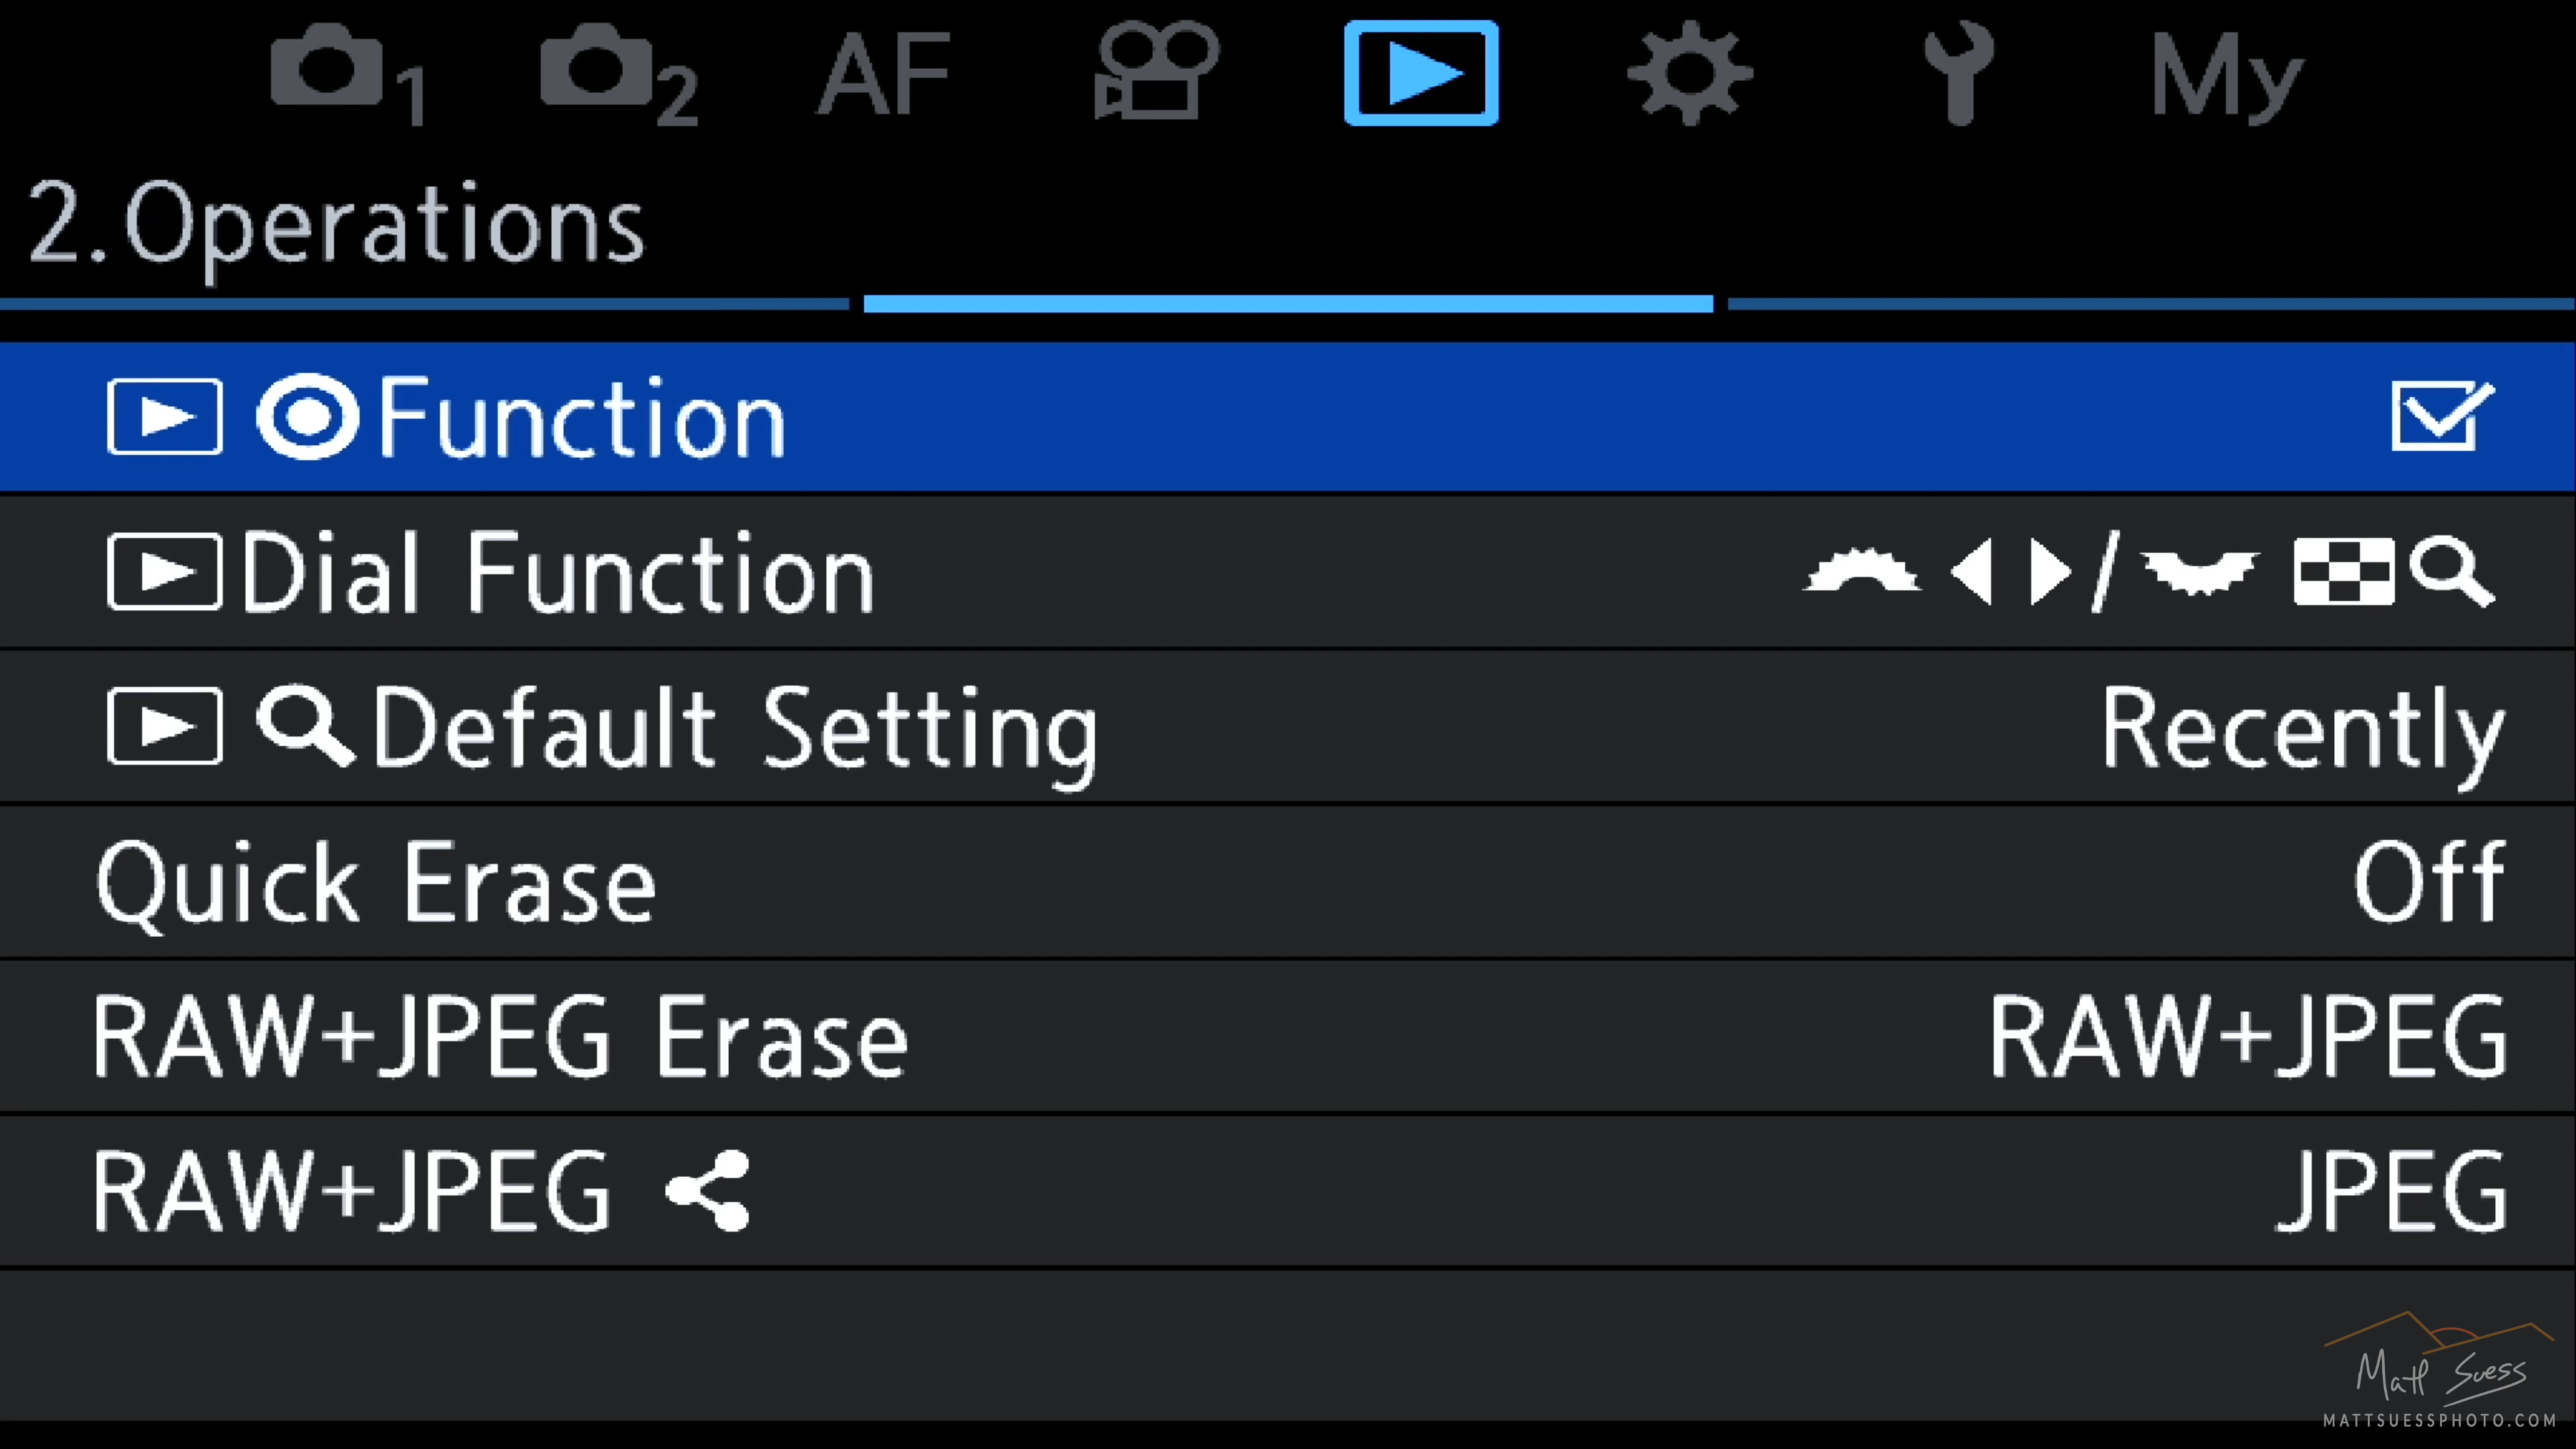 1 2 AF My
2. Operations
Function
Dial Function /
Default Setting Recently
Quick Erase Off
RAW+JPEG Erase RAW+JPEG
RAW+JPEG JPEG
Matt Suess
MATTSUESSPHOTO.COM